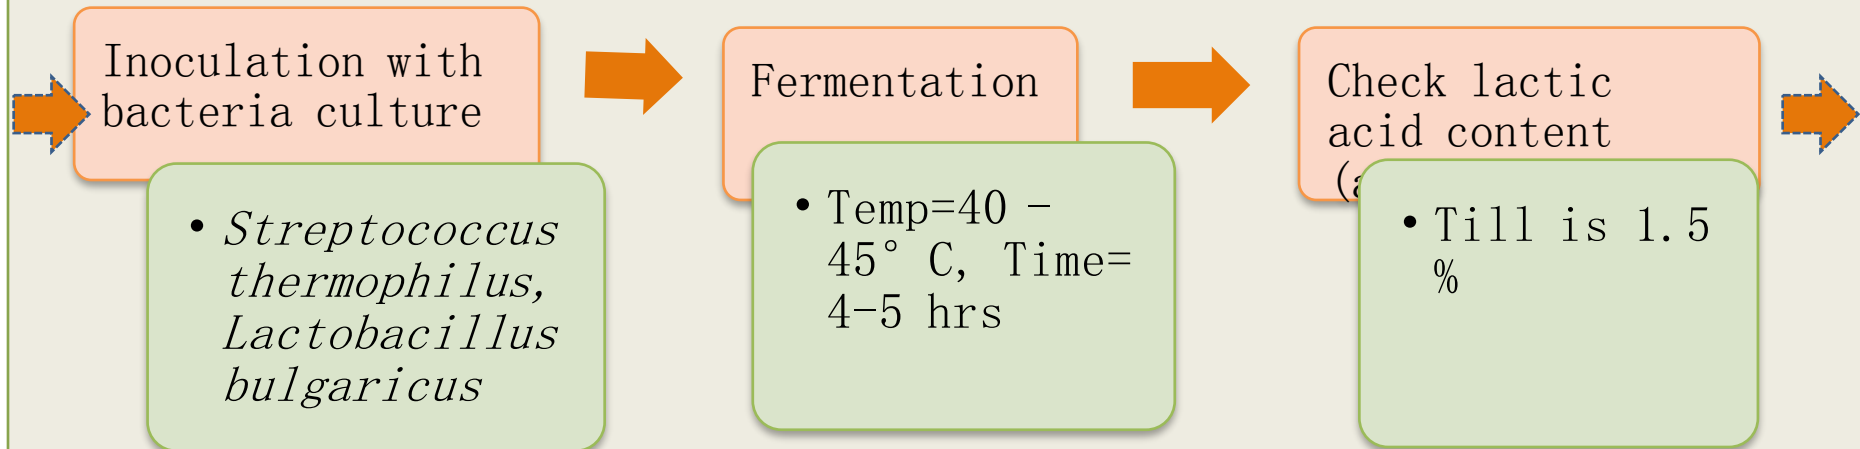 Inoculation with
bacteria culture
• Streptococcus
thermophilus,
Lactobacillus
bulgaricus
Fermentation
• Temp=40 –
45° C, Time=
4-5 hrs
Check lactic
acid content
• Till is 1.5
%